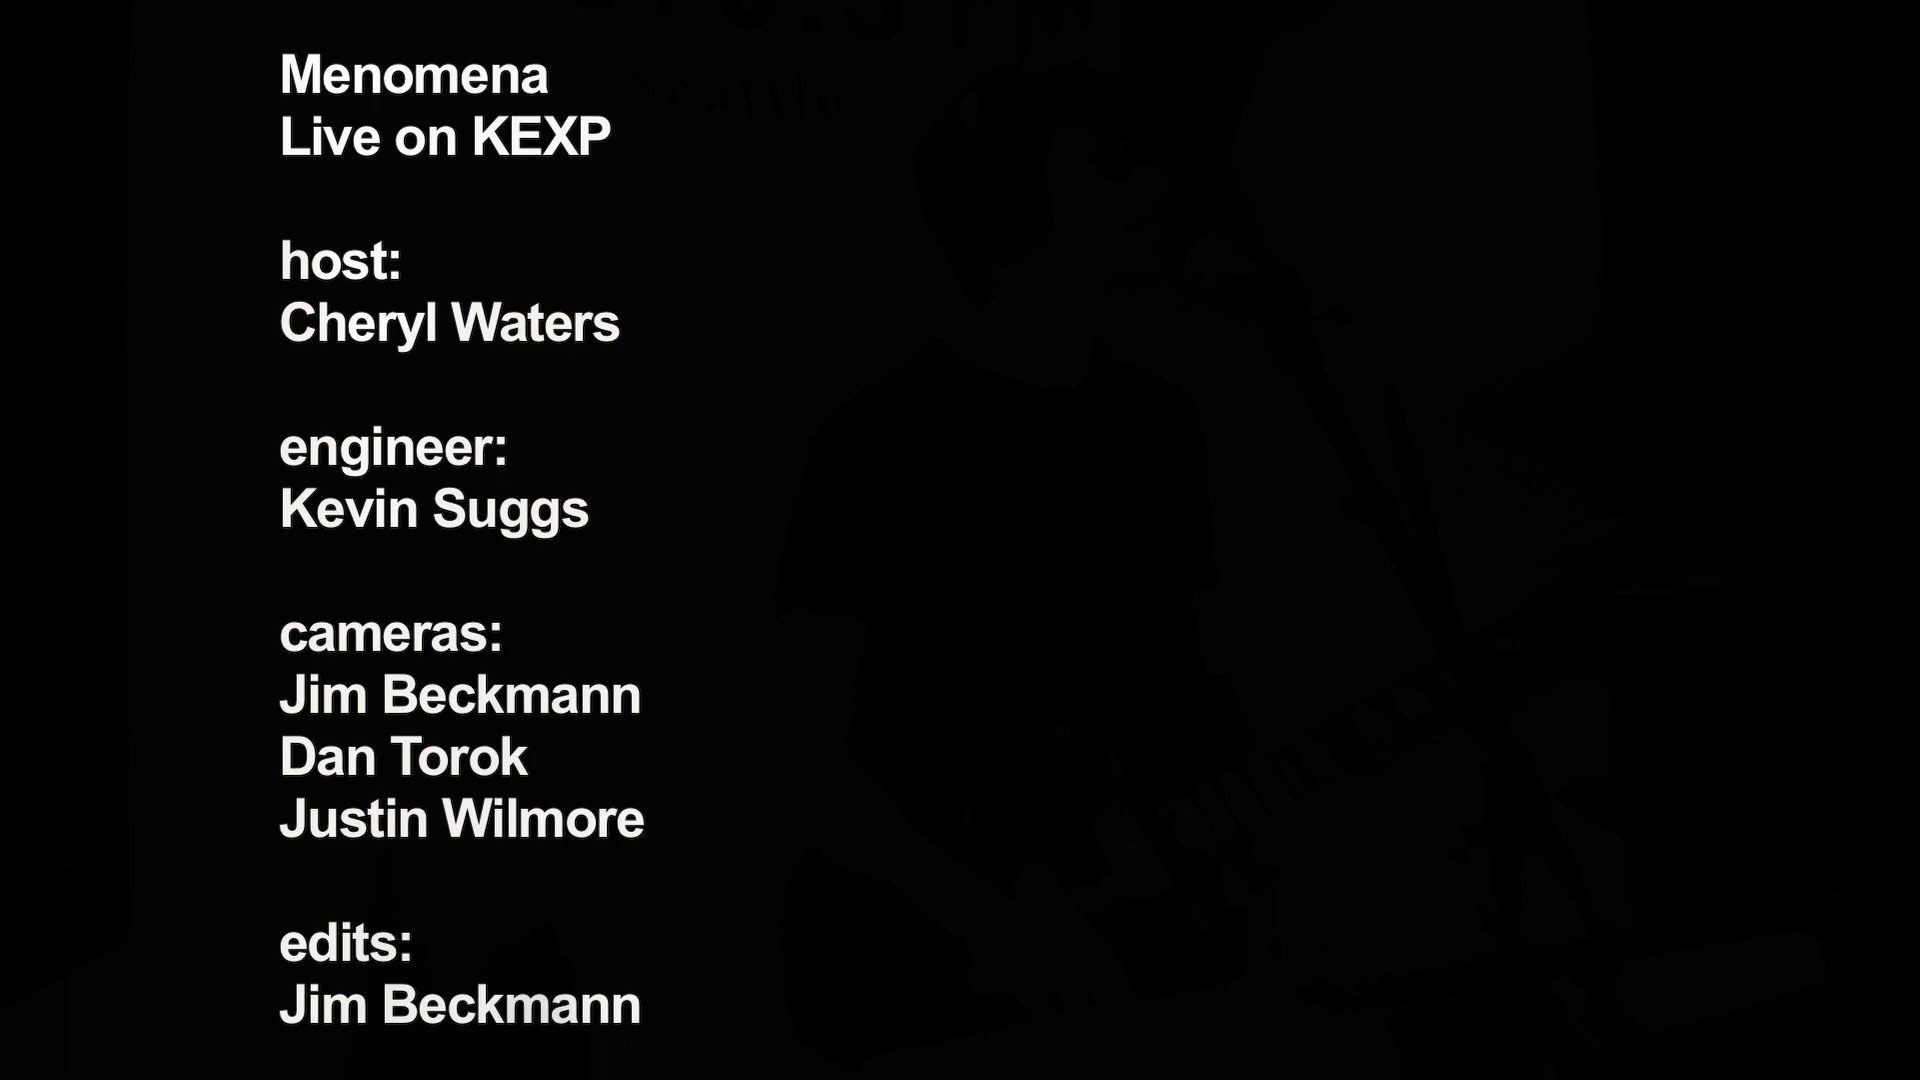 Menomena
Live on KEXP
host:
Cheryl Waters
engineer:
Kevin Suggs
cameras:
Jim Beckmann
Dan Torok
Justin Wilmore
edits:
Jim Beckmann